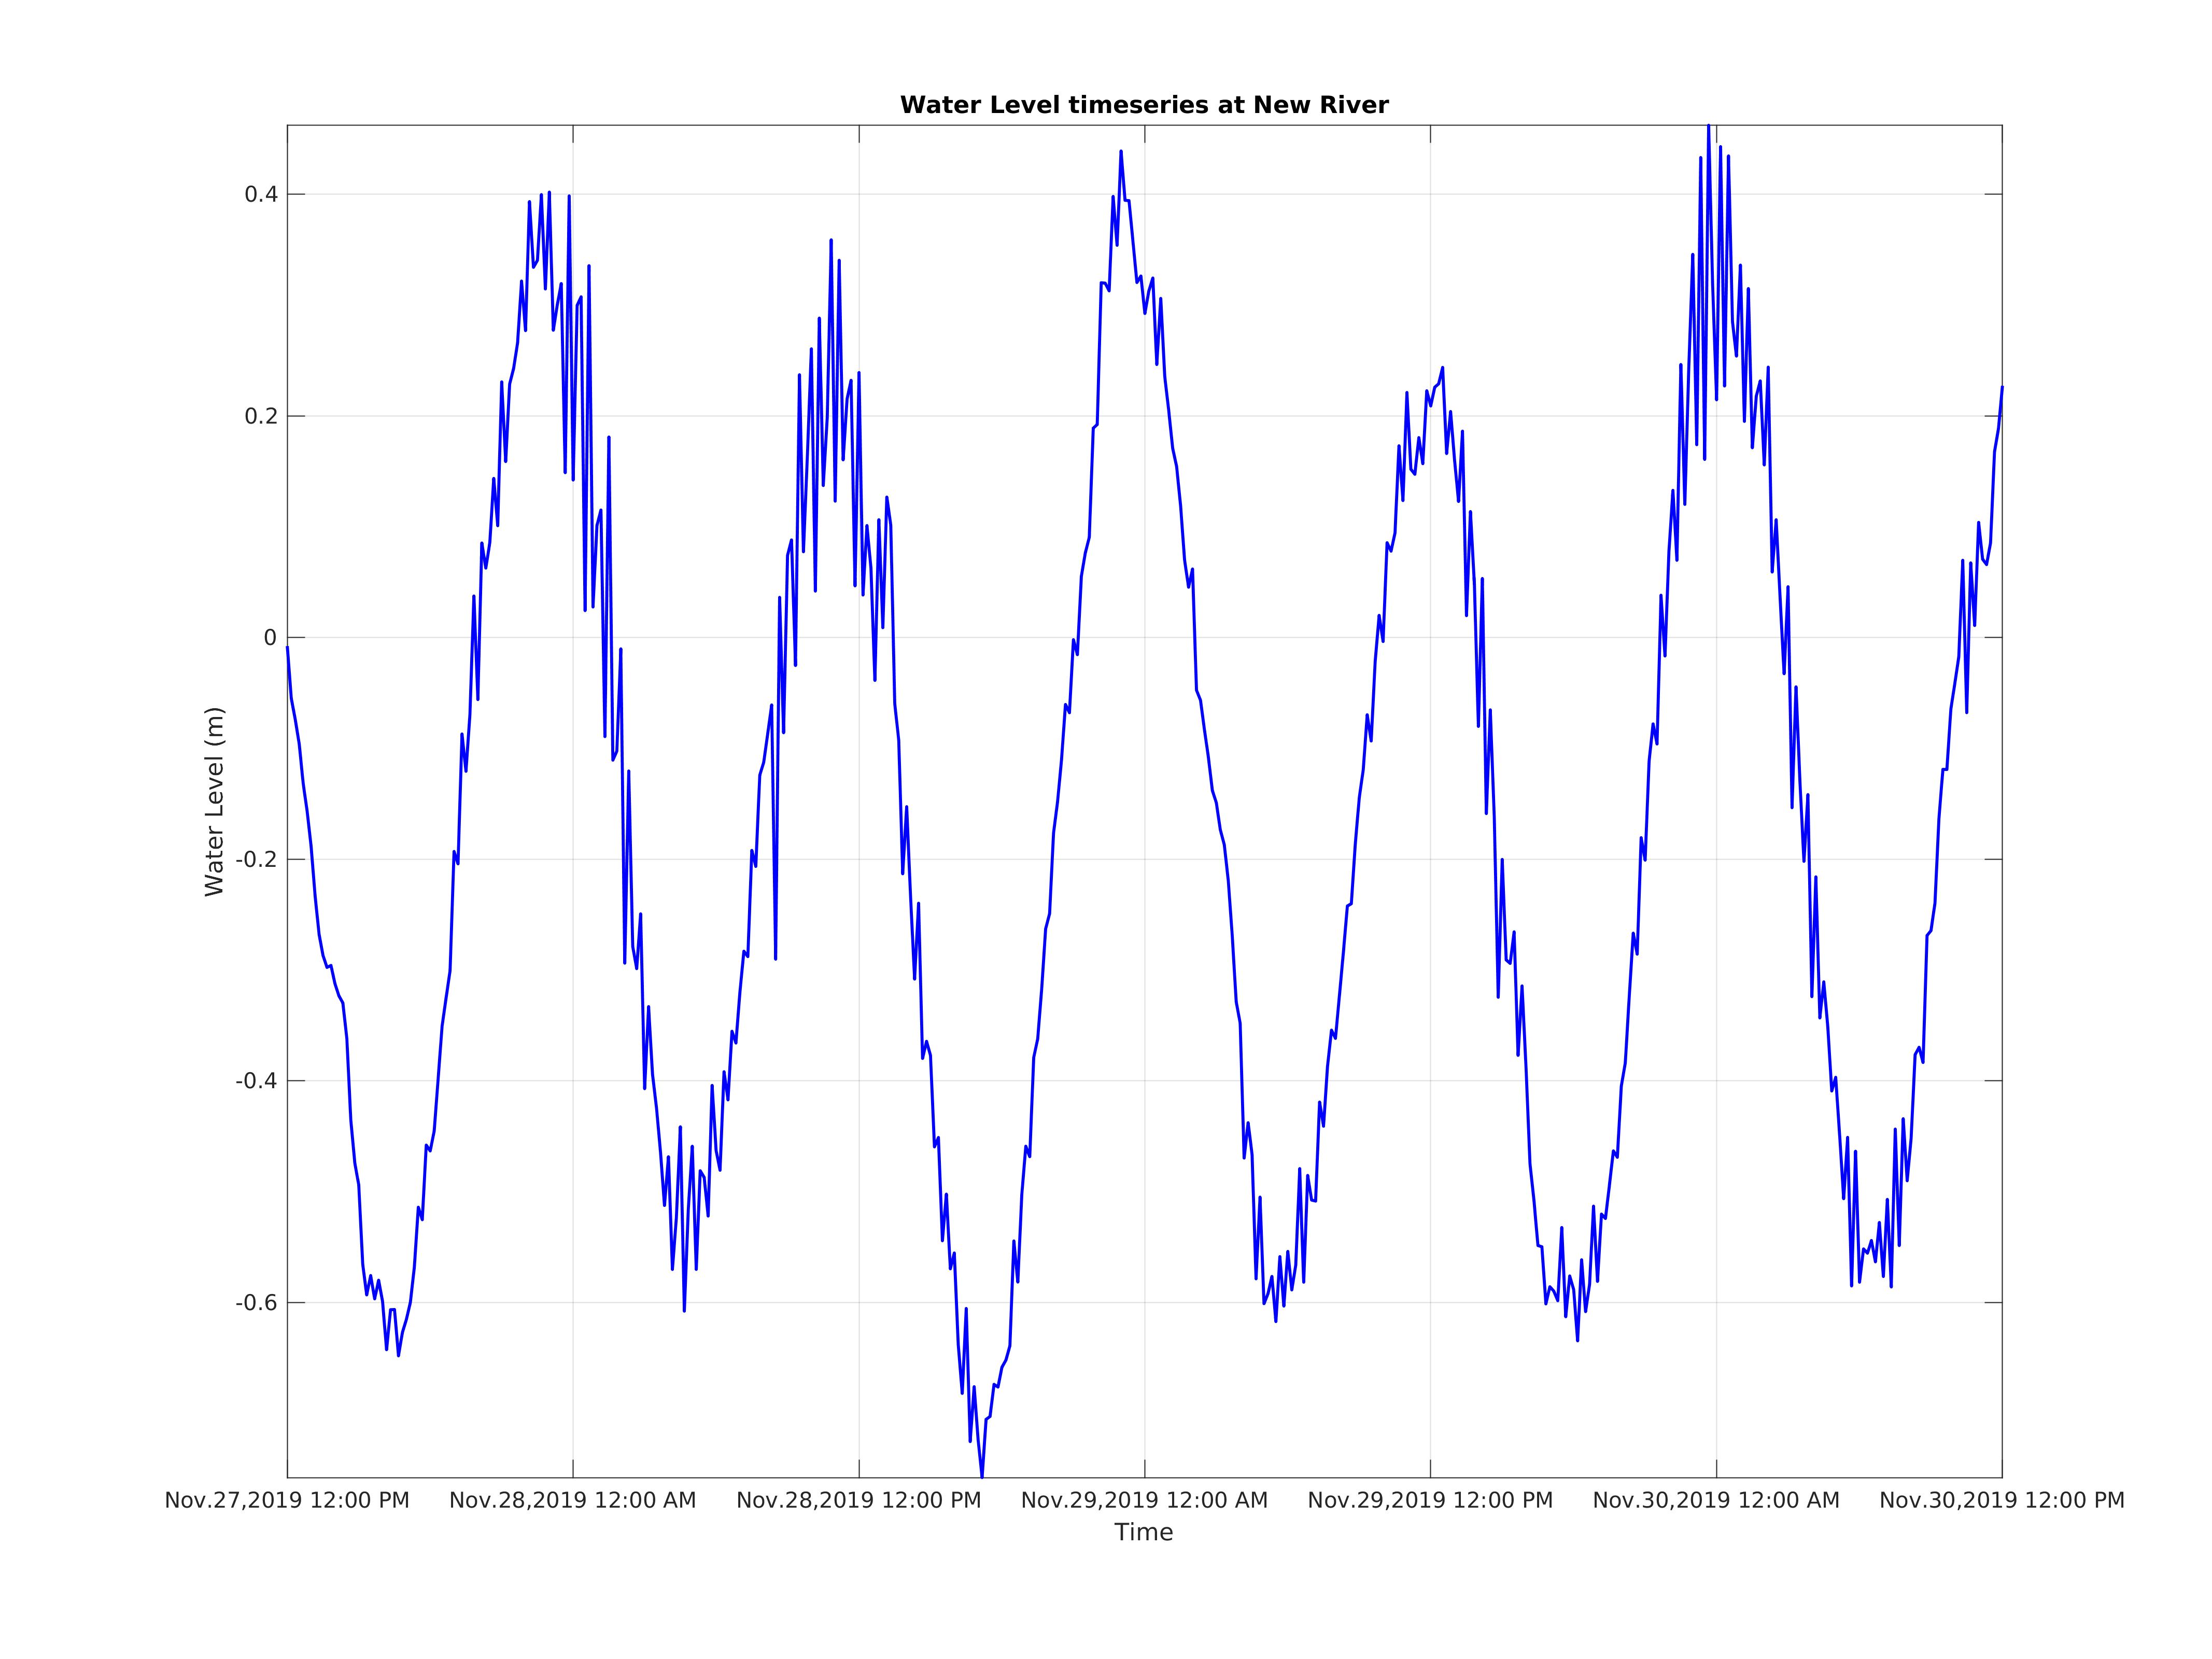 Water Level timeseries at New River
0.4
0.2
0
-0.2
-0.4
-0.6
Water Level (m)
Nov.27,2019 12:00 PM Nov.28,2019 12:00 AM Nov.28,2019 12:00 PM Nov.29,2019 12:00 AM Nov.29,2019 12:00 PM Nov.30,2019 12:00 AM Nov.30,2019 12:00 PM
Time